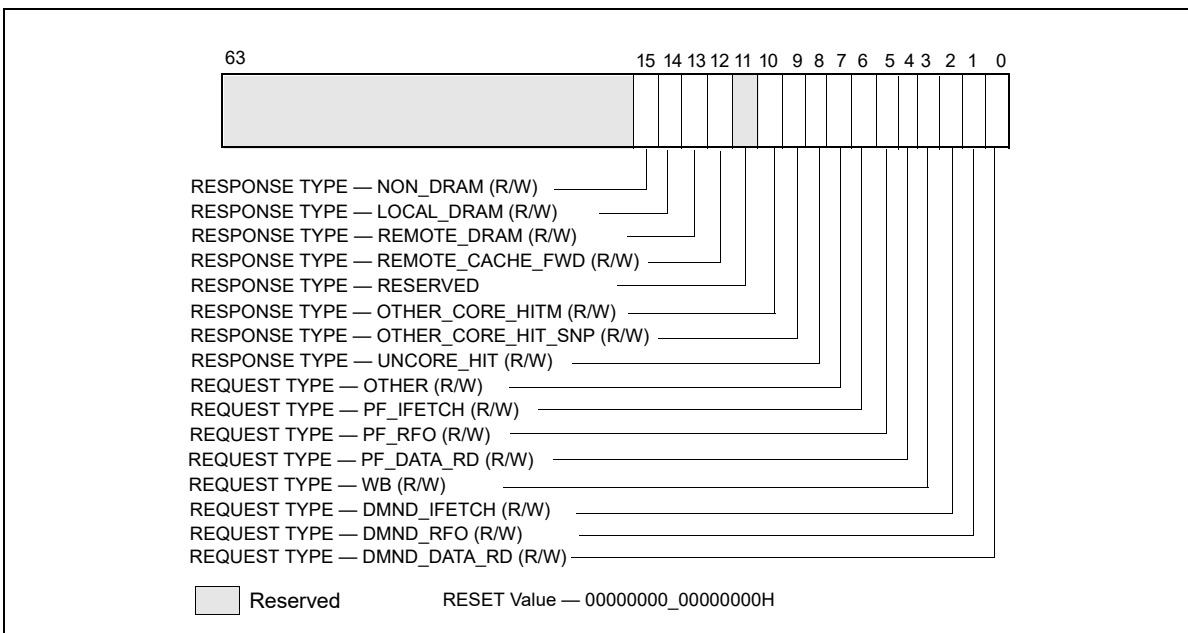 63 15 14 13 12 11 10 9 8 7 6 5 4 3 2 1 0
RESPONSE TYPE — NON_DRAM (R/W)
RESPONSE TYPE — LOCAL_DRAM (R/W)
RESPONSE TYPE — REMOTE_DRAM (R/W)
RESPONSE TYPE — REMOTE_CACHE_FWD (R/W)
RESPONSE TYPE — RESERVED
RESPONSE TYPE — OTHER_CORE_HITM (R/W)
RESPONSE TYPE — OTHER_CORE_HIT_SNP (R/W)
RESPONSE TYPE — UNCORE_HIT (R/W)
REQUEST TYPE — OTHER (R/W)
REQUEST TYPE — PF_IFETCH (R/W)
REQUEST TYPE — PF_RFO (R/W)
REQUEST TYPE — PF_DATA_RD (R/W)
REQUEST TYPE — WB (R/W)
REQUEST TYPE — DMND_IFETCH (R/W)
REQUEST TYPE — DMND_RFO (R/W)
REQUEST TYPE — DMND_DATA_RD (R/W)
Reserved RESET Value — 00000000_00000000H